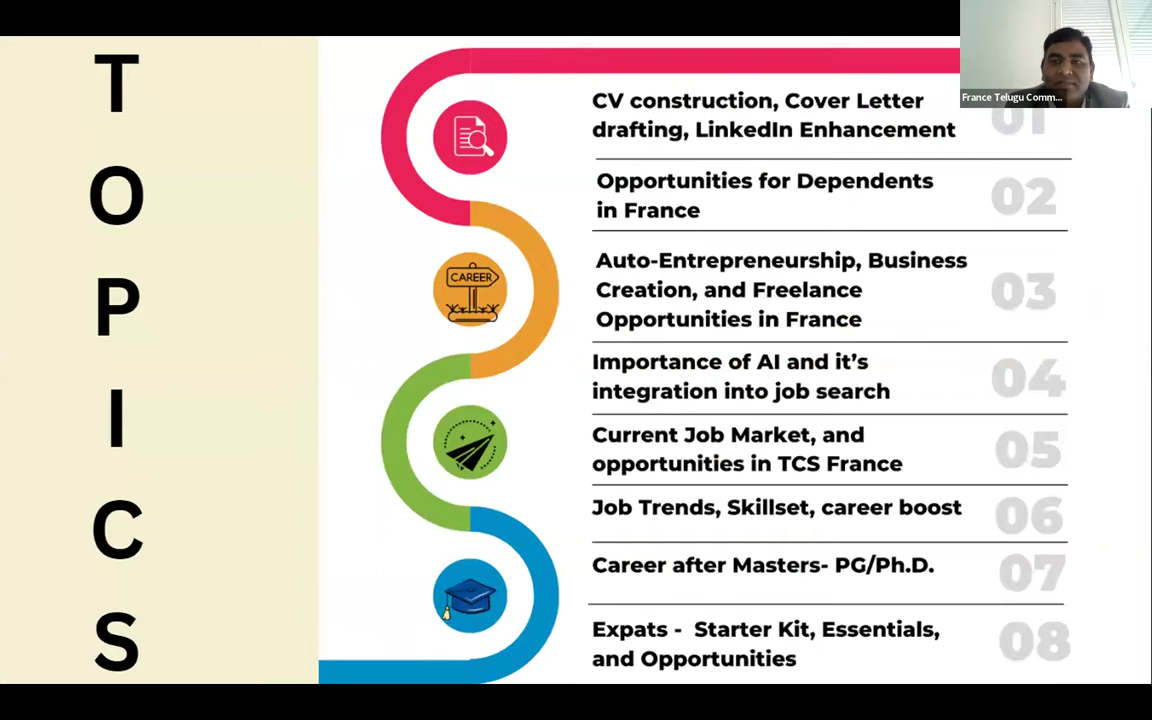 T
O
P
I
C
S
France Telugu Comm...
CV construction, Cover Letter
drafting, LinkedIn Enhancement
01
Opportunities for Dependents
in France
02
CAREER
Auto-Entrepreneurship, Business
Creation, and Freelance
Opportunities in France
03
Importance of AI and it's
integration into job search
04
Current Job Market, and
opportunities in TCS France
05
Job Trends, Skillset, career boost
06
Career after Masters- PG/Ph.D.
07
Expats - Starter Kit, Essentials,
and Opportunities
08